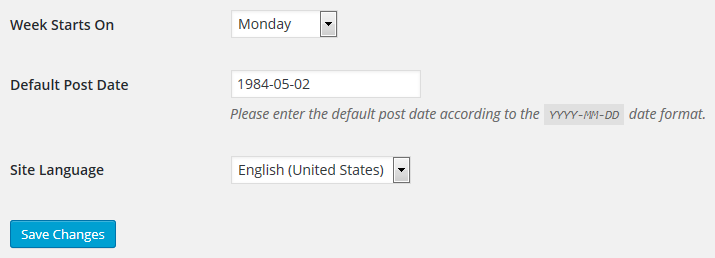 Week Starts On Monday
Default Post Date 1984-05-02
Please enter the default post date according to the YYYY-MM-DD date format.
Site Language English (United States)
Save Changes